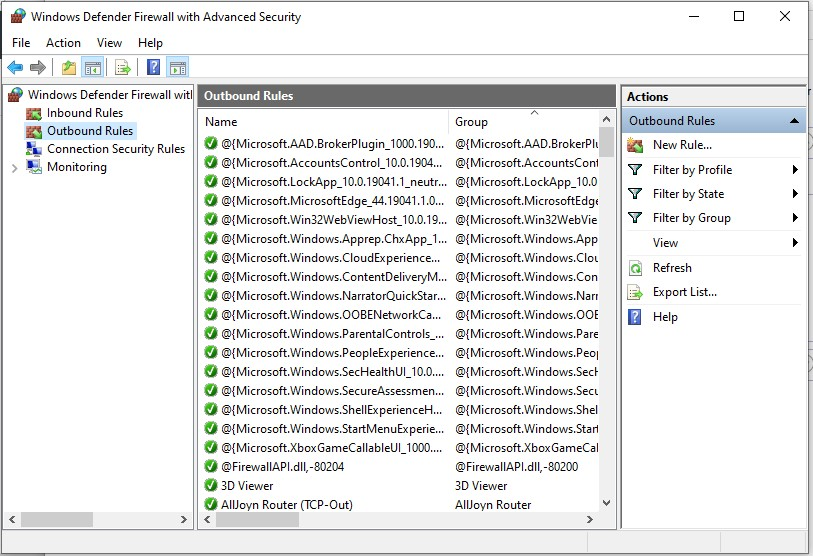 Windows Defender Firewall with Advanced Security
File Action View Help
Windows Defender Firewall wit
Inbound Rules
Outbound Rules
Connection Security Rules
Monitoring
Outbound Rules
Name Group
@{Microsoft.AAD.BrokerPlugin_1000.190... @{Microsoft.AAD.BrokerPlu
@{Microsoft.AccountsControl_10.0.1904... @{Microsoft.AccountsCont
@{Microsoft.LockApp_10.0.19041.1_neutr... @{Microsoft.LockApp_10.0
@{Microsoft.MicrosoftEdge_44.19041.1.0... @{Microsoft.MicrosoftEdge
@{Microsoft.Win32WebViewHost_10.0.19... @{Microsoft.Win32WebVie
@{Microsoft.Windows.Apprep.ChxApp_1... @{Microsoft.Windows.App
@{Microsoft.Windows.CloudExperience... @{Microsoft.Windows.Clou
@{Microsoft.Windows.ContentDeliveryM... @{Microsoft.Windows.Con
@{Microsoft.Windows.NarratorQuickStar... @{Microsoft.Windows.Narr
@{Microsoft.Windows.OOBENetworkCa... @{Microsoft.Windows.OOB
@{Microsoft.Windows.ParentalControls_... @{Microsoft.Windows.Pare
@{Microsoft.Windows.PeopleExperience... @{Microsoft.Windows.Peop
@{Microsoft.Windows.SecHealthUI_10.0.... @{Microsoft.Windows.SecH
@{Microsoft.Windows.SecureAssessmen... @{Microsoft.Windows.Secu
@{Microsoft.Windows.ShellExperienceH... @{Microsoft.Windows.Shel
@{Microsoft.Windows.StartMenuExperie... @{Microsoft.Windows.Start
@{Microsoft.XboxGameCallableUI_1000.... @{Microsoft.XboxGameCal
@FirewallAPI.dll,-80204 @FirewallAPI.dll,-80200
3D Viewer 3D Viewer
AllJoyn Router (TCP-Out) AllJoyn Router
Actions
Outbound Rules
New Rule...
Filter by Profile
Filter by State
Filter by Group
View
Refresh
Export List...
Help